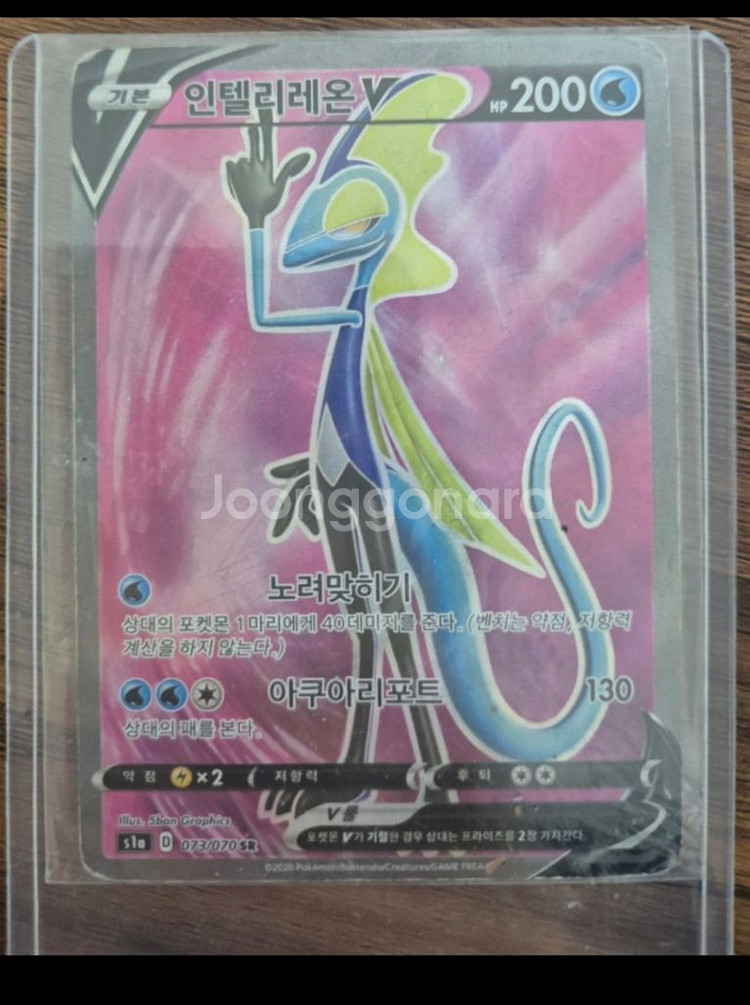 기본 인텔리레온 V HP 200
Joonggonara
노려맞히기
상대의 포켓몬 1마리에게 40데미지를 준다. (벤치는 약점, 저항력
계산을 하지 않는다.)
아쿠아리포트 130
상대의 패를 본다.
약점 ×2 저항력 후퇴
V룰
Illus. 5ban Graphics
포켓몬 V가 기절한 경우 상대는 프라이즈를 2장 가져간다.
s1a D 073/070 SR
©2020 Pokémon/Nintendo/Creatures/GAME FREAK